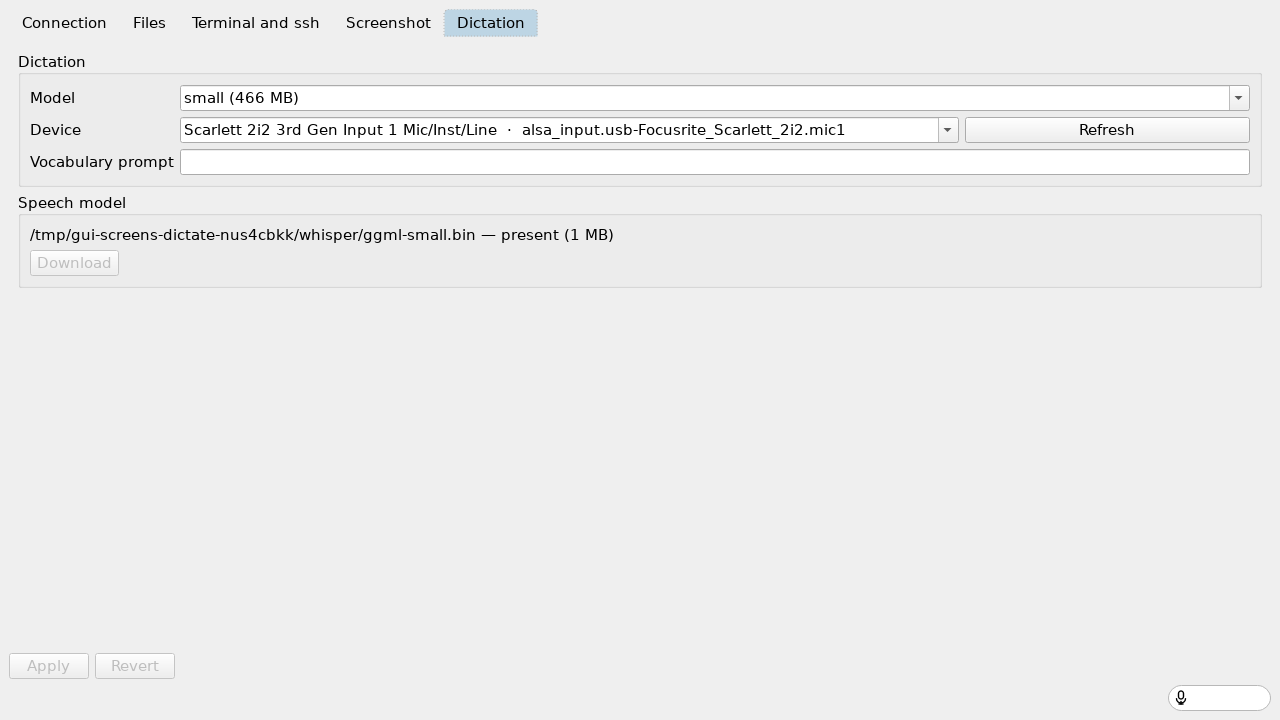 Connection Files Terminal and ssh Screenshot Dictation
Dictation
Model small (466 MB)
Device Scarlett 2i2 3rd Gen Input 1 Mic/Inst/Line · alsa_input.usb-Focusrite_Scarlett_2i2.mic1 Refresh
Vocabulary prompt
Speech model
/tmp/gui-screens-dictate-nus4cbkk/whisper/ggml-small.bin — present (1 MB)
Download
Apply Revert